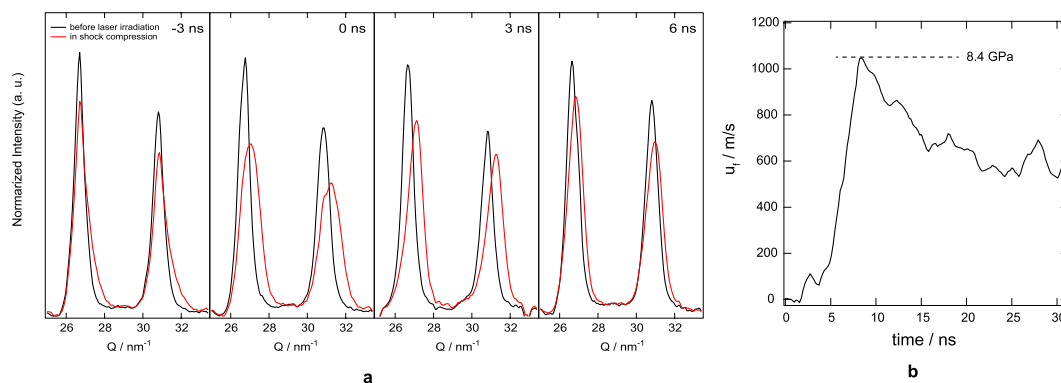 before laser irradiation
in shock compression
-3 ns
0 ns
3 ns
6 ns
Normarized Intensity (a. u.)
26 28 30 32
26 28 30 32
26 28 30 32
26 28 30 32
Q / nm⁻¹
Q / nm⁻¹
Q / nm⁻¹
Q / nm⁻¹
a
1200
1000
800
600
400
200
0
8.4 GPa
u_f / m/s
0 5 10 15 20 25 30
time / ns
b